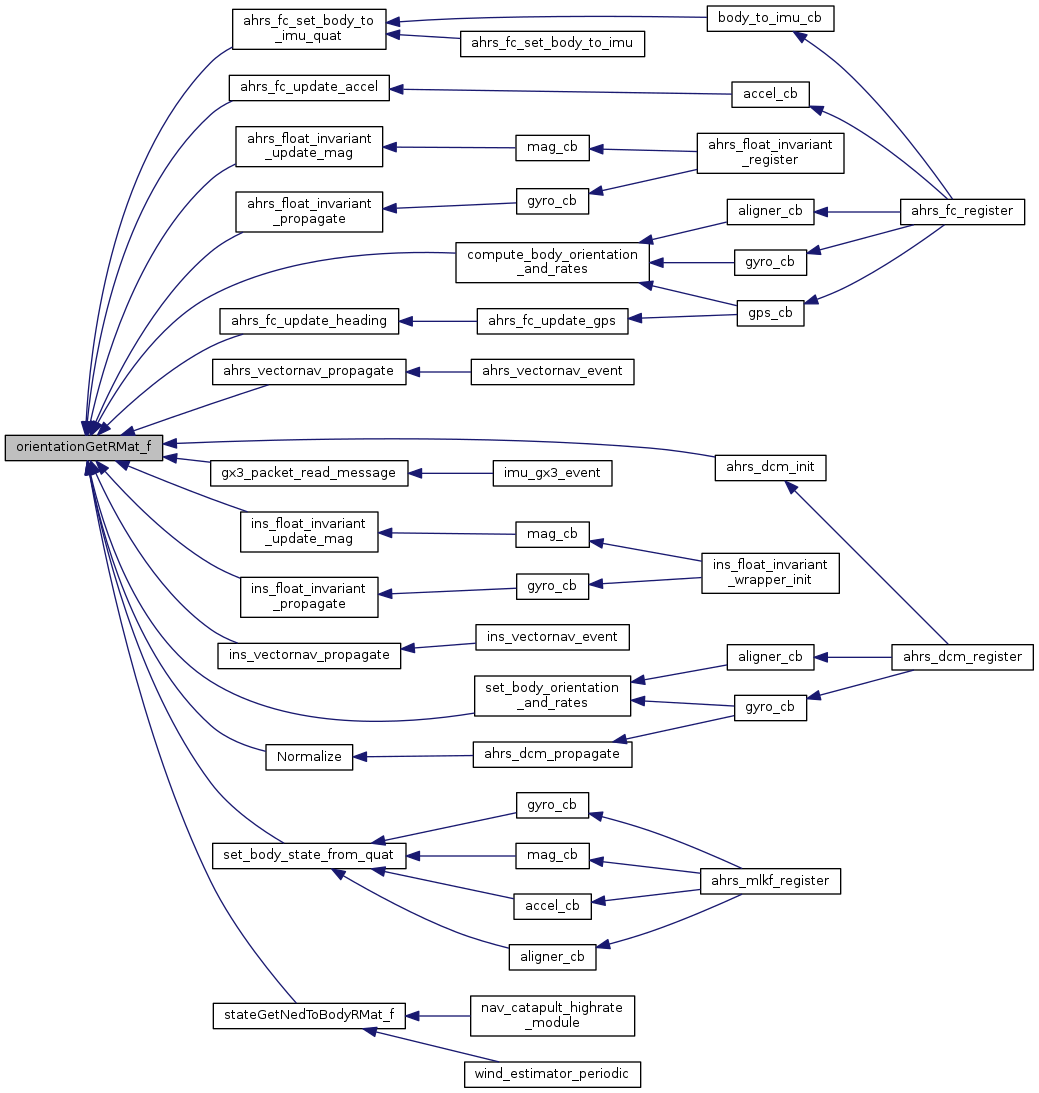 ahrs_fc_set_body_to
_imu_quat
body_to_imu_cb
ahrs_fc_set_body_to_imu
ahrs_fc_update_accel
accel_cb
ahrs_float_invariant
_update_mag
mag_cb
ahrs_float_invariant
_register
ahrs_float_invariant
_propagate
gyro_cb
aligner_cb
ahrs_fc_register
compute_body_orientation
_and_rates
gyro_cb
gps_cb
ahrs_fc_update_heading
ahrs_fc_update_gps
ahrs_vectornav_propagate
ahrs_vectornav_event
orientationGetRMat_f
ahrs_dcm_init
gx3_packet_read_message
imu_gx3_event
ins_float_invariant
_update_mag
mag_cb
ins_float_invariant
_wrapper_init
ins_float_invariant
_propagate
gyro_cb
ins_vectornav_propagate
ins_vectornav_event
aligner_cb
ahrs_dcm_register
set_body_orientation
_and_rates
gyro_cb
Normalize
ahrs_dcm_propagate
gyro_cb
set_body_state_from_quat
mag_cb
ahrs_mlkf_register
accel_cb
aligner_cb
stateGetNedToBodyRMat_f
nav_catapult_highrate
_module
wind_estimator_periodic